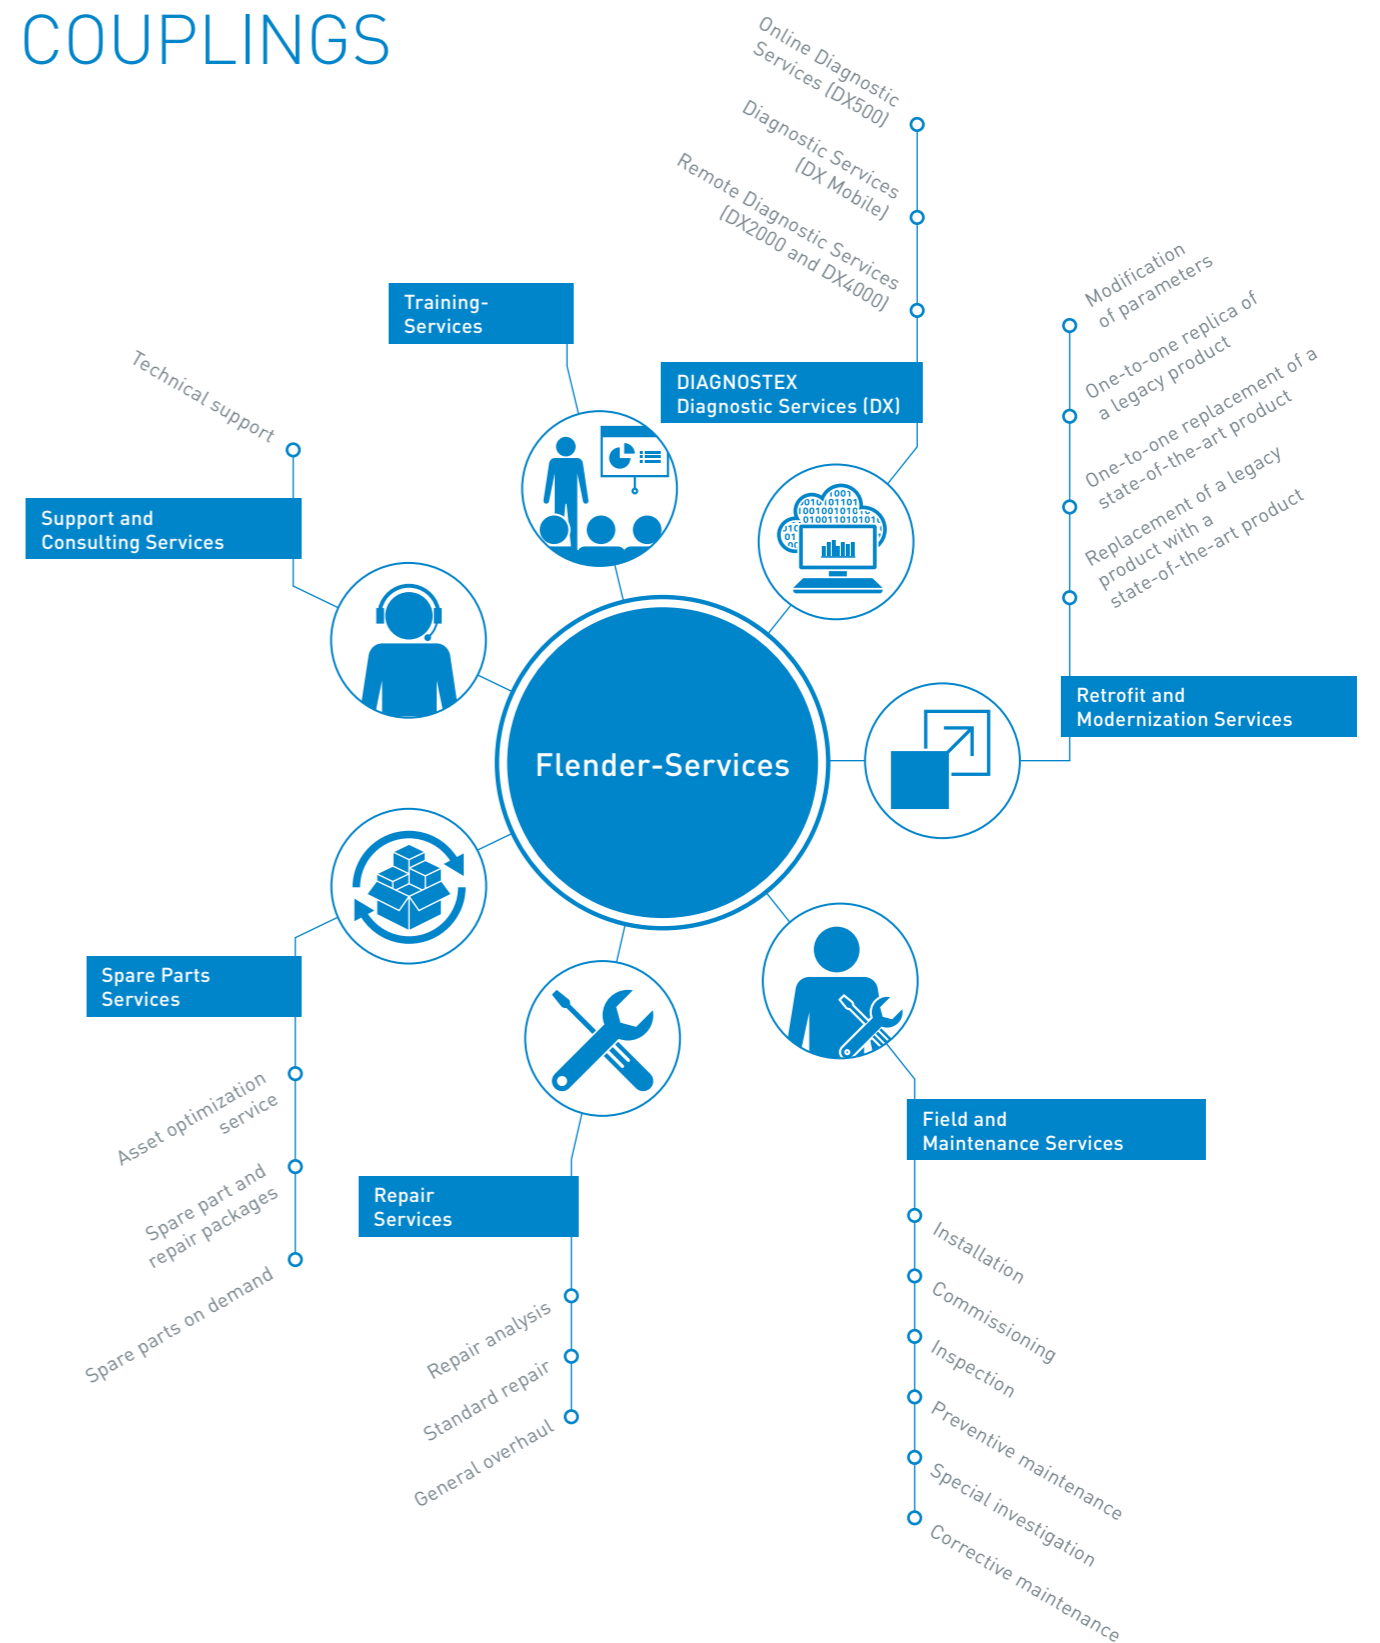 COUPLINGS
Online Diagnostic
Services (DX500)
Diagnostic Services
(DX Mobile)
Remote Diagnostic Services
(DX2000 and DX4000)
DIAGNOSTEX
Diagnostic Services (DX)
Training-
Services
Technical support
Support and
Consulting Services
Modification
of parameters
One-to-one replica of
a legacy product
One-to-one replacement of a
state-of-the-art product
Replacement of a legacy
product with a
state-of-the-art product
Retrofit and
Modernization Services
Flender-Services
Spare Parts
Services
Asset optimization
service
Spare part and
repair packages
Spare parts on demand
Repair
Services
Repair analysis
Standard repair
General overhaul
Field and
Maintenance Services
Installation
Commissioning
Inspection
Preventive maintenance
Special investigation
Corrective maintenance